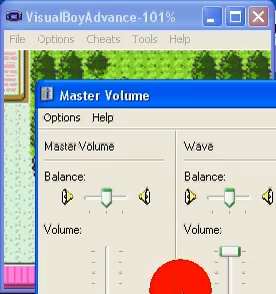 VisualBoyAdvance-101%
File Options Cheats Tools Help
Master Volume
Options Help
Master Volume Wave
Balance: Balance:
Volume: Volume: